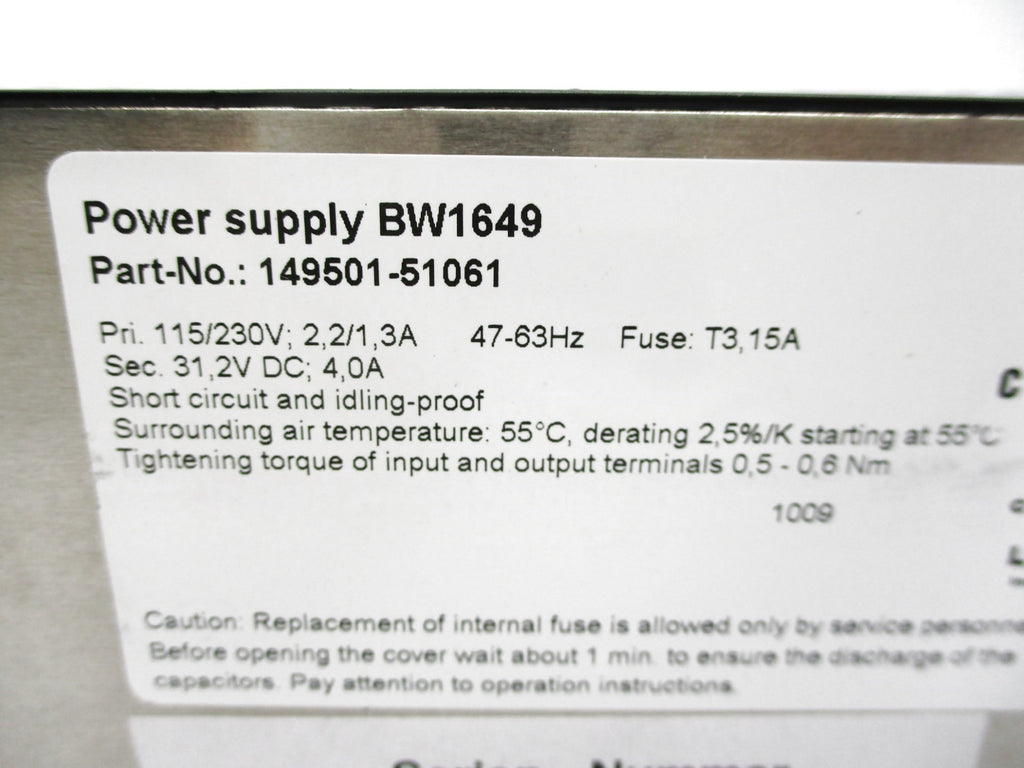 Power supply BW1649
Part-No.: 149501-51061
Pri. 115/230V; 2,2/1,3A 47-63Hz Fuse: T3,15A
Sec. 31,2V DC; 4,0A
Short circuit and idling-proof
Surrounding air temperature: 55°C, derating 2,5%/K starting at 55°C
Tightening torque of input and output terminals 0,5 - 0,6 Nm
1009
Caution: Replacement of internal fuse is allowed only by service personne
Before opening the cover wait about 1 min. to ensure the discharge of the
capacitors. Pay attention to operation instructions.